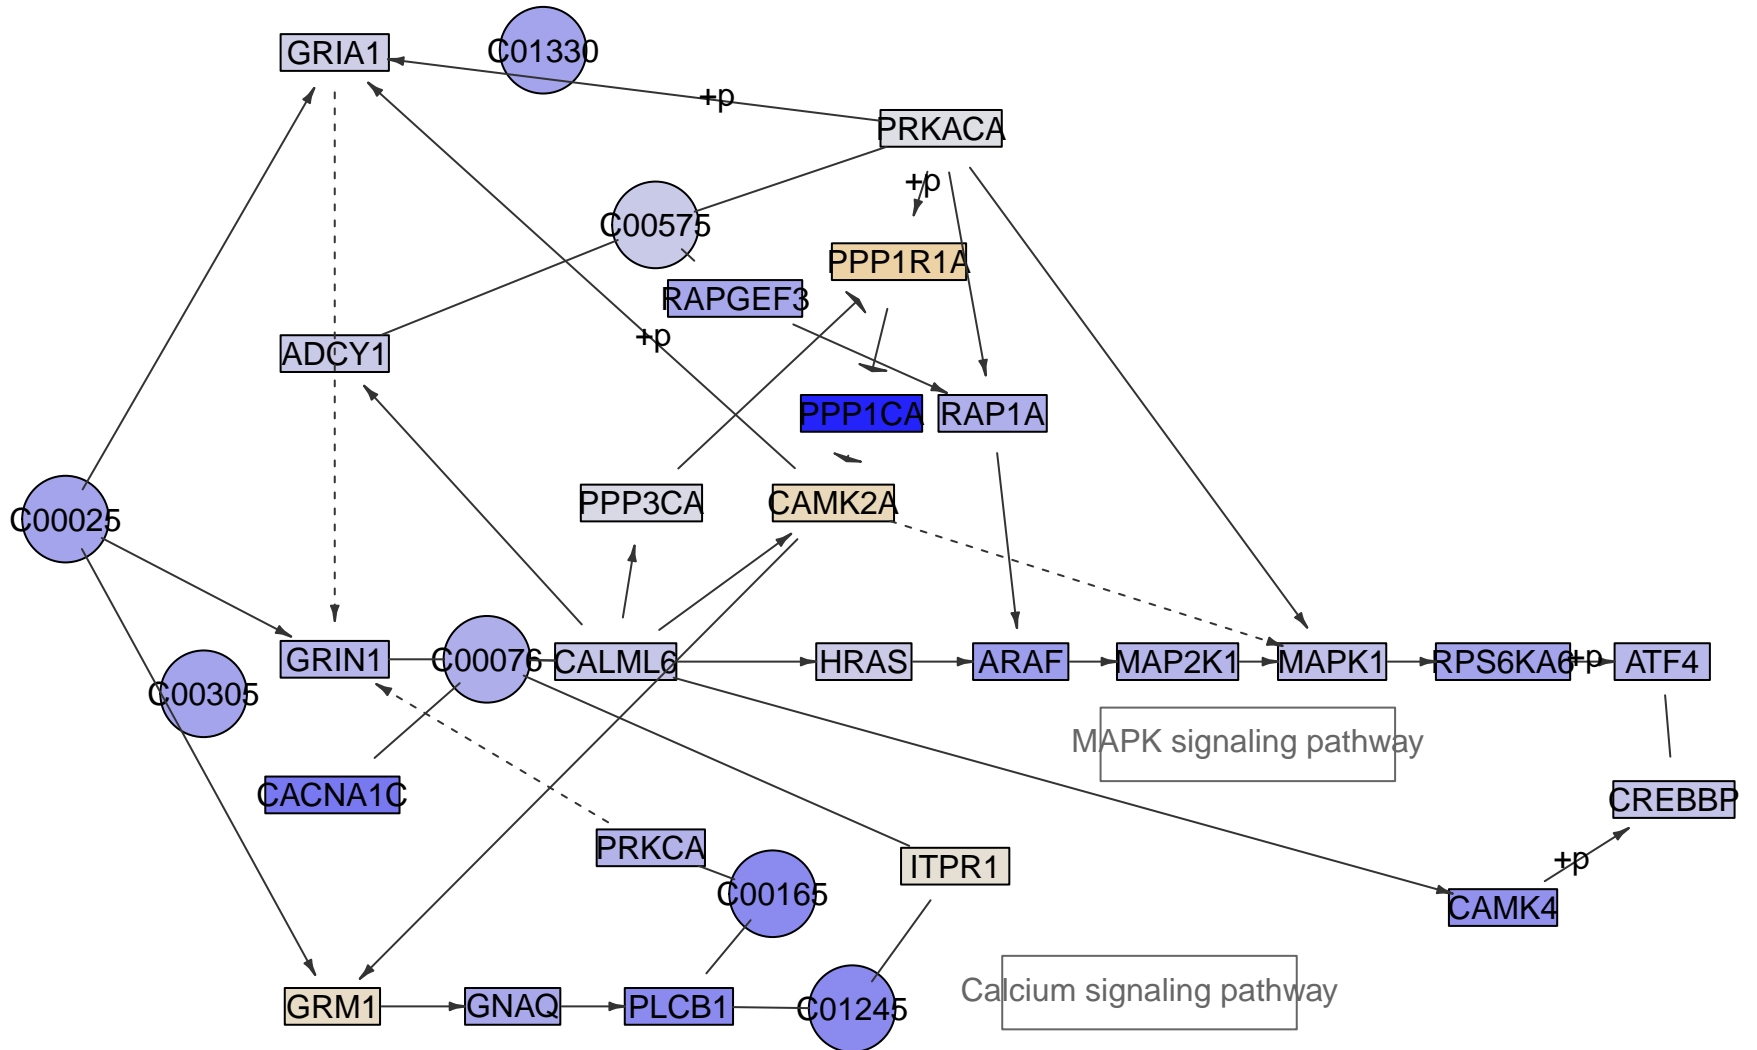 GRIA1
C01330
+p
PRKACA
+p
C00575
PPP1R1A
RAPGEF3
+p
ADCY1
PPP1CA
RAP1A
PPP3CA
CAMK2A
C00025
GRIN1
C00076
CALML6
HRAS
ARAF
MAP2K1
MAPK1
RPS6KA6
+p
ATF4
C00305
MAPK signaling pathway
CACNA1C
CREBBP
PRKCA
ITPR1
+p
C00165
CAMK4
Calcium signaling pathway
GRM1
GNAQ
PLCB1
C01245